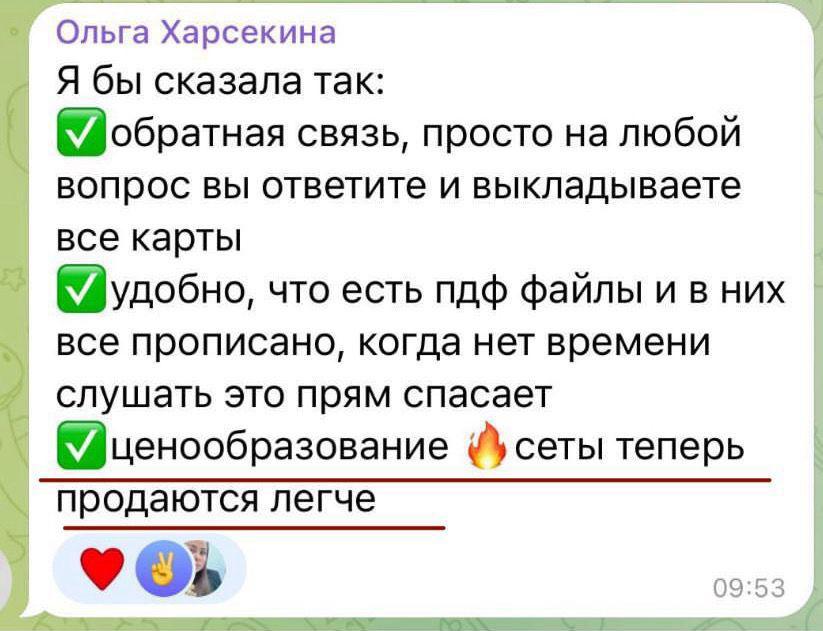 Ольга Харсекина
Я бы сказала так:
✅обратная связь, просто на любой
вопрос вы ответите и выкладываете
все карты
✅удобно, что есть пдф файлы и в них
все прописано, когда нет времени
слушать это прям спасает
✅ценообразование 🔥сеты теперь
продаются легче
09:53